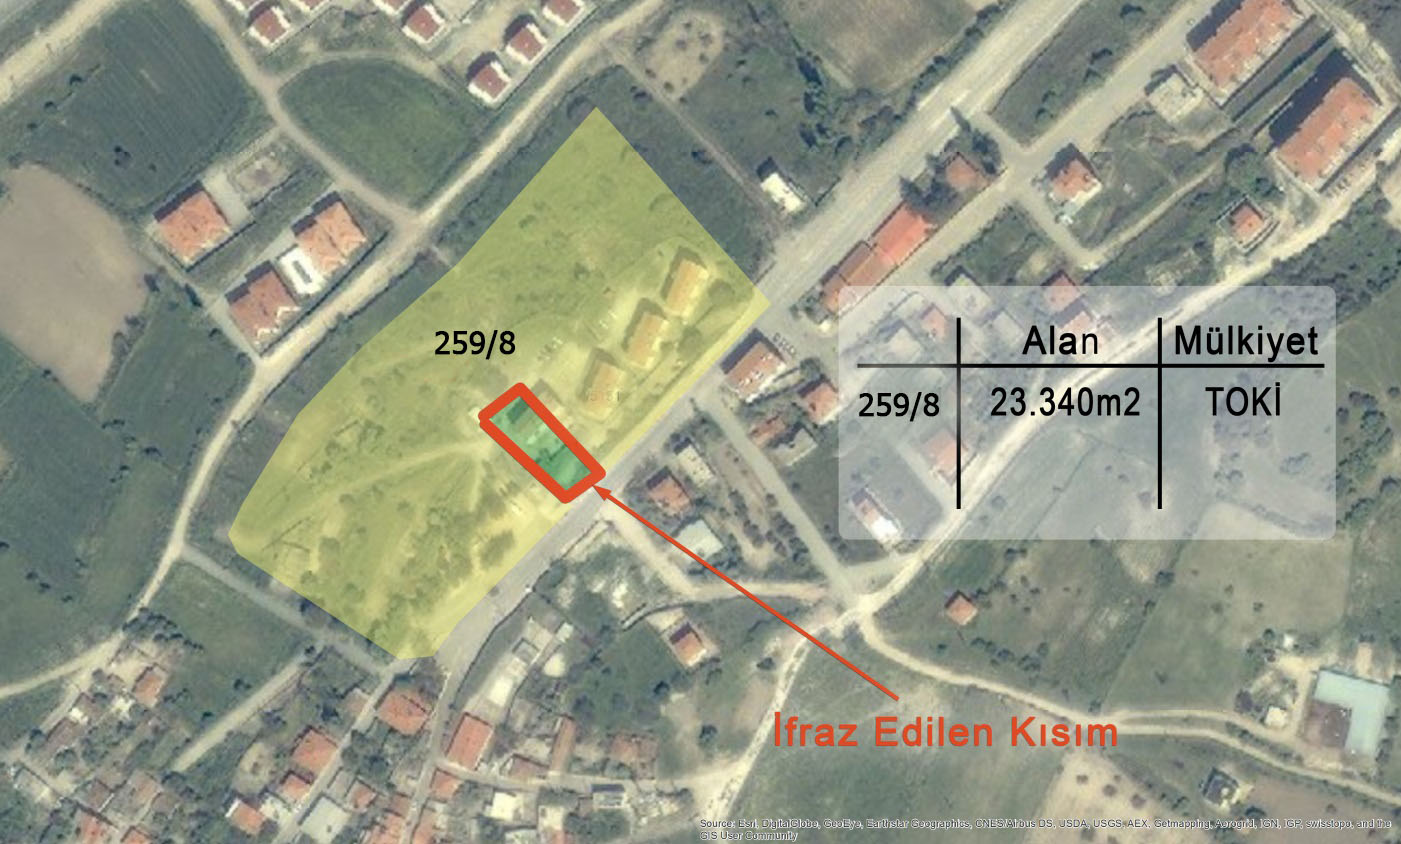 259/8
Alan Mülkiyet
259/8 23.340m2 TOKİ
Ifraz Edilen Kısım
Source: Esri, DigitalGlobe, GeoEye, Earthstar Geographics, CNES/Airbus DS, USDA, USGS, AEX, Getmapping, Aerogrid, IGN, IGP, swisstopo, and the
GIS User Community